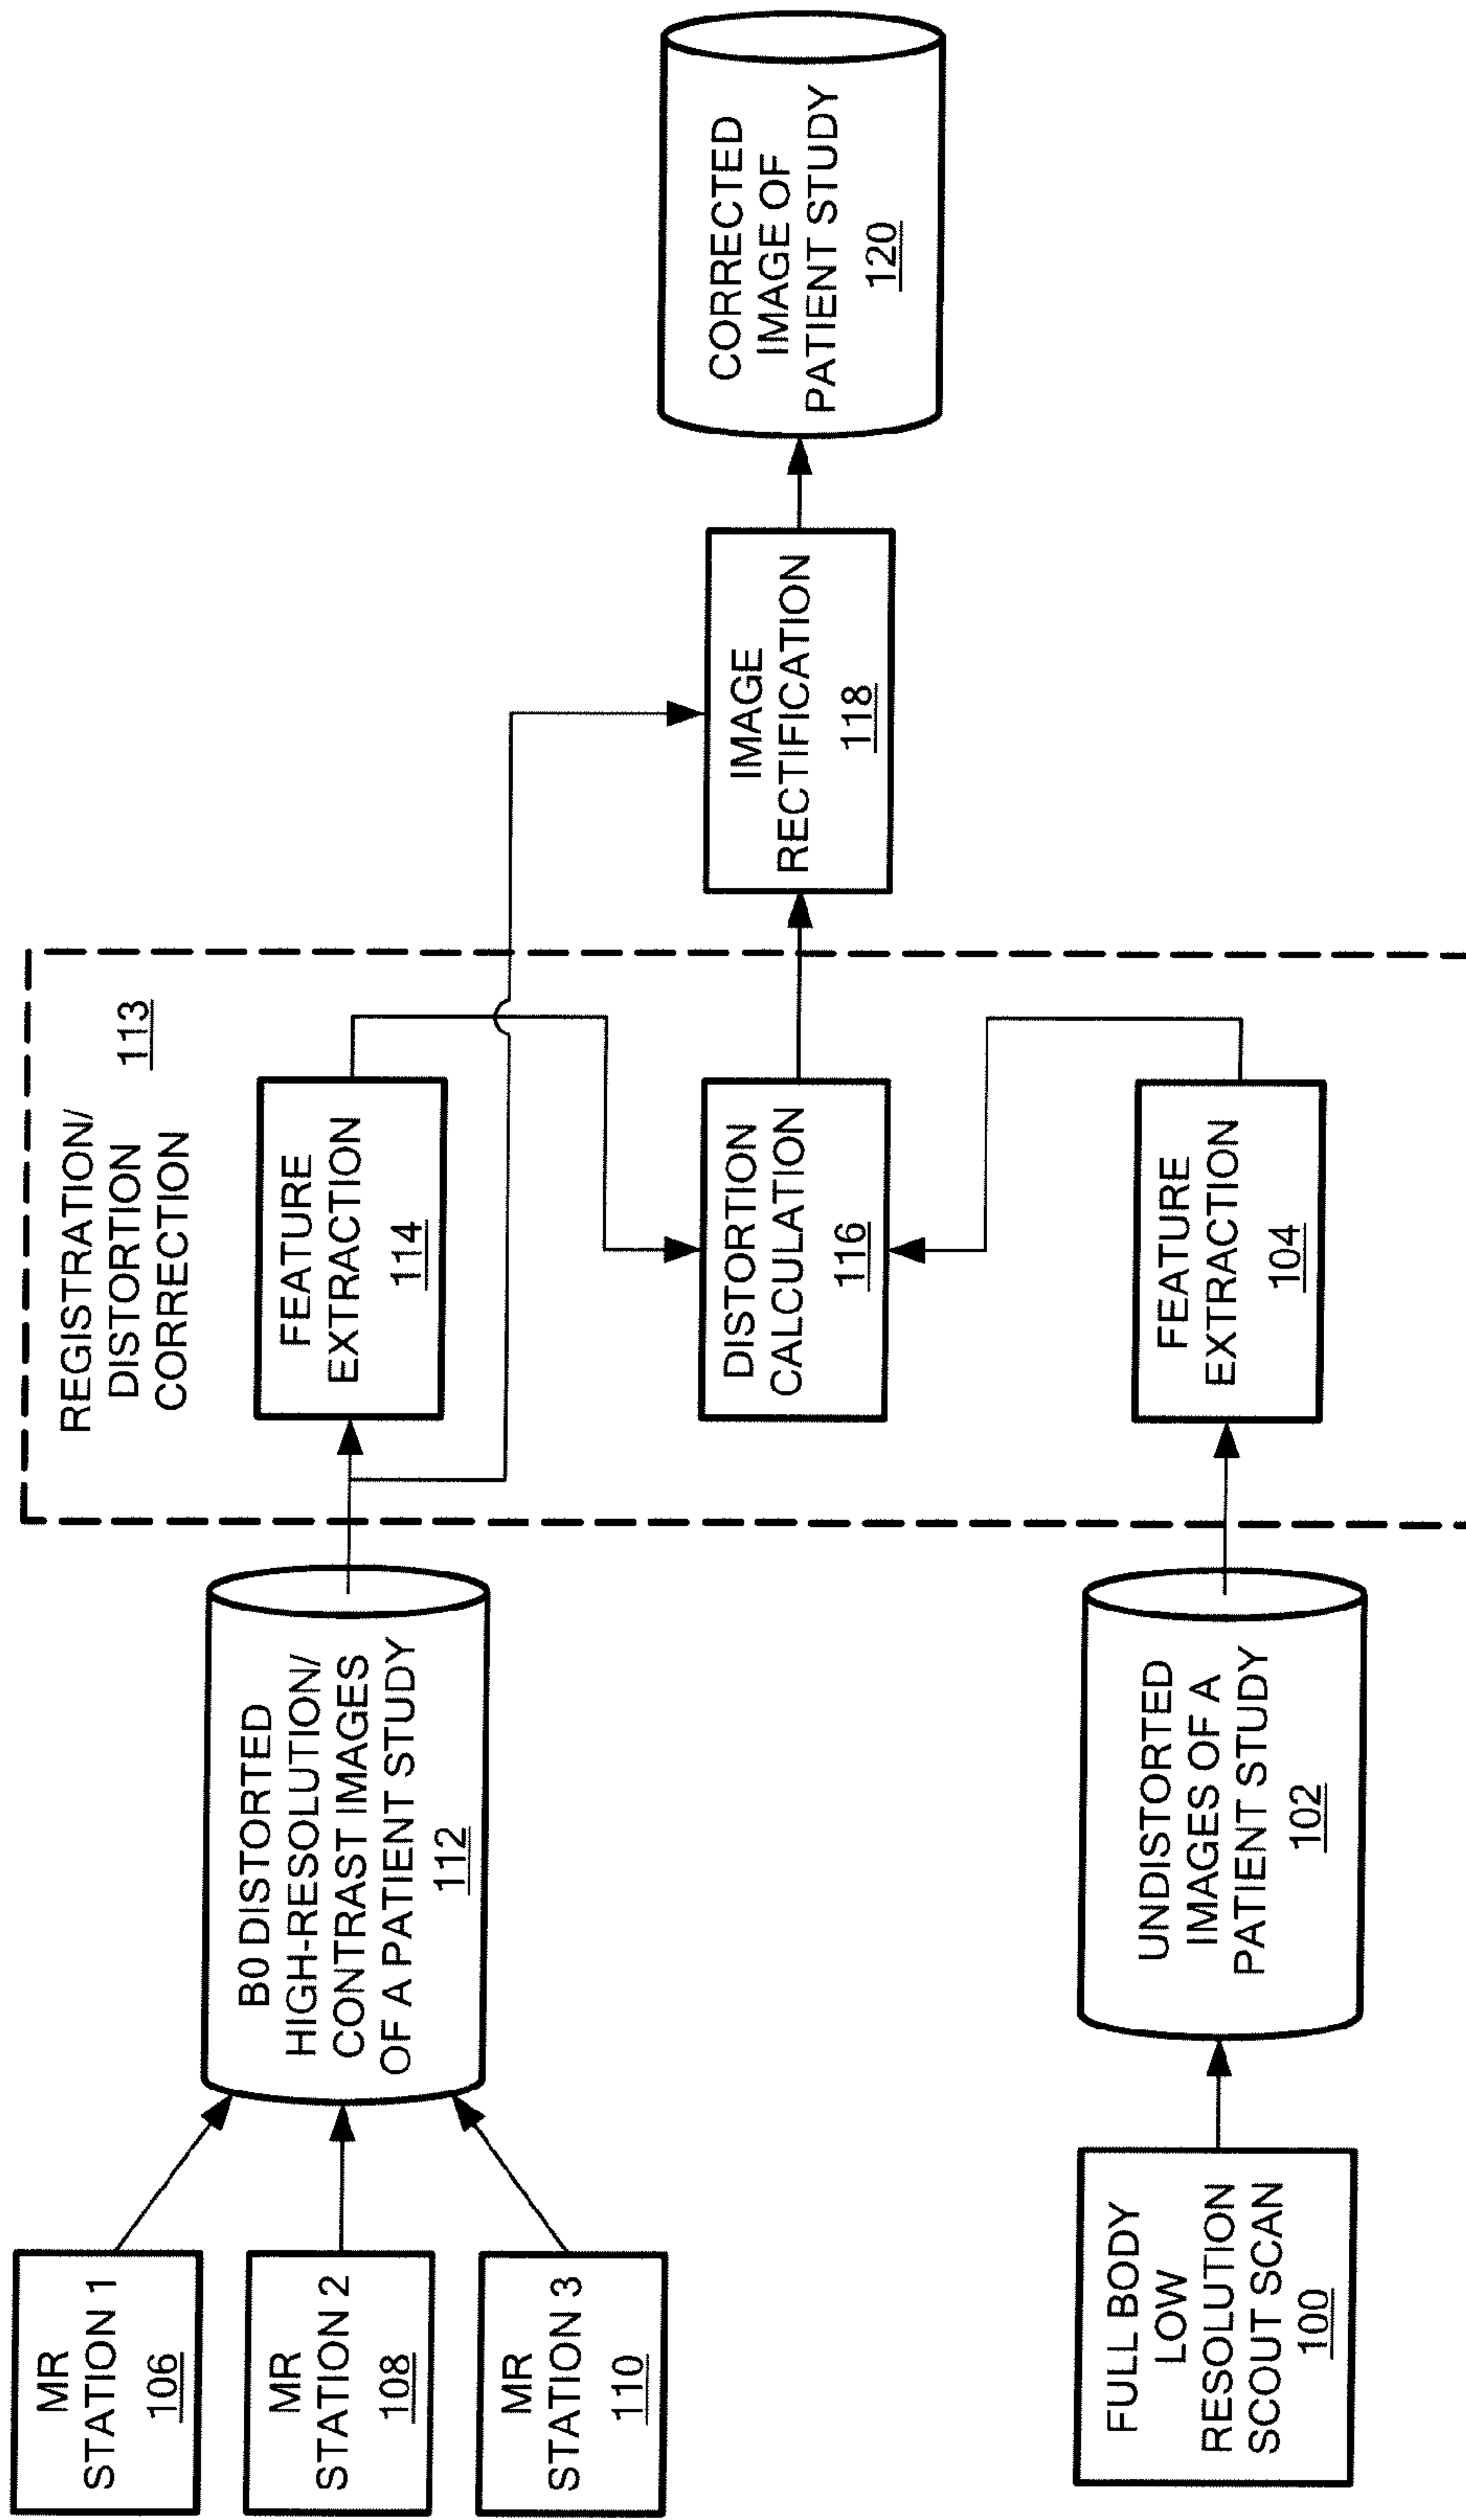 MR
STATION 1
106
MR
STATION 2
108
MR
STATION 3
110
B0 DISTORTED
HIGH-RESOLUTION/
CONTRAST IMAGES
OF A PATIENT STUDY
112
FULL BODY
LOW
RESOLUTION
SCOUT SCAN
100
UNDISTORTED
IMAGES OF A
PATIENT STUDY
102
REGISTRATION/
DISTORTION
CORRECTION
113
FEATURE
EXTRACTION
114
DISTORTION
CALCULATION
116
FEATURE
EXTRACTION
104
IMAGE
RECTIFICATION
118
CORRECTED
IMAGE OF
PATIENT STUDY
120